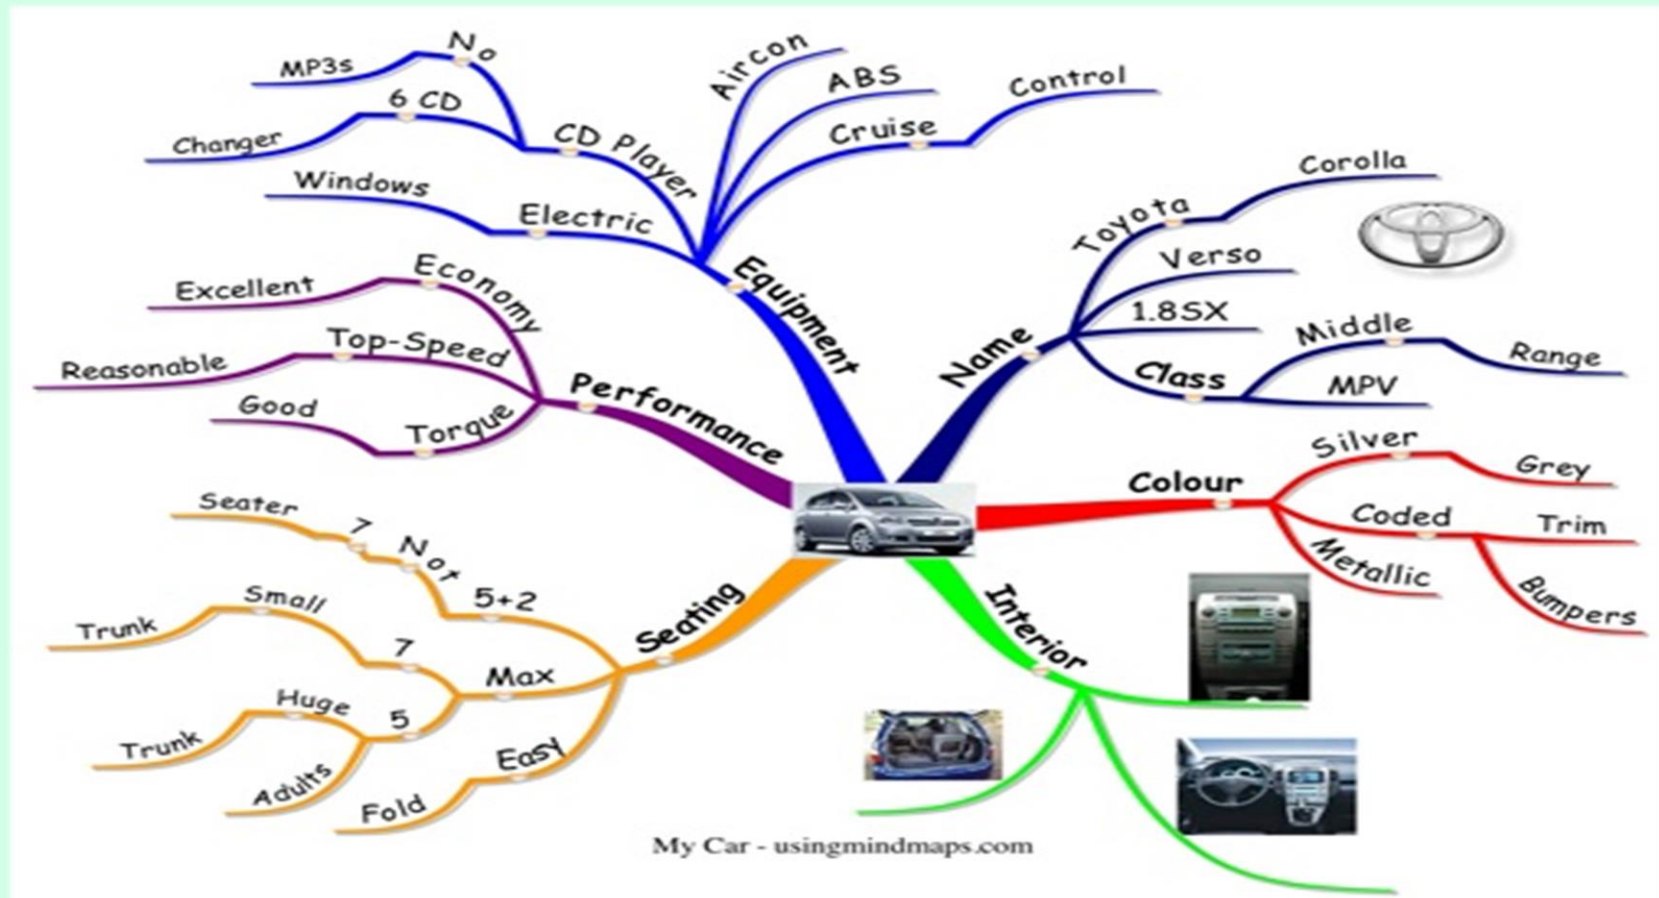 No
MP3s
6 CD
Changer
CD Player
Windows
Electric
Aircon
ABS
Cruise
Control
Equipment
Economy
Excellent
Top-Speed
Reasonable
Torque
Good
Performance
Name
Toyota
Corolla
Verso
1.8SX
Class
Middle
Range
MPV
Colour
Silver
Grey
Coded
Trim
Bumpers
Metallic
Interior
Seating
5+2
Not
7
Seater
Max
7
Small
Trunk
5
Huge
Trunk
Adults
Easy
Fold
My Car - usingmindmaps.com